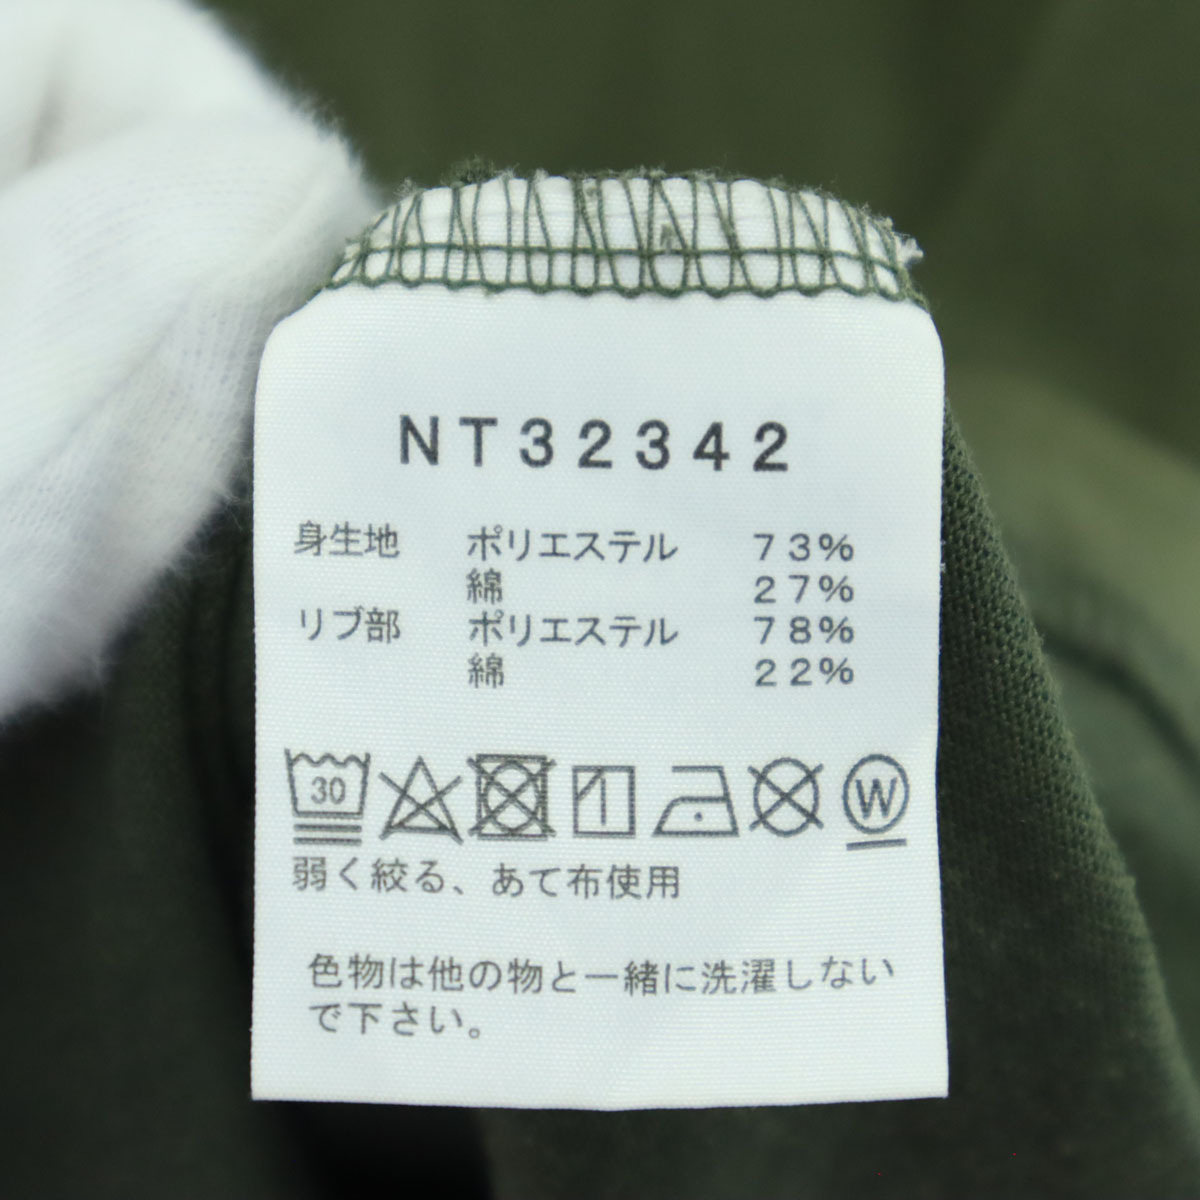 NT32342
身生地 ポリエステル 73%
綿 27%
リブ部 ポリエステル 78%
綿 22%
30 W
弱く絞る、あて布使用
色物は他の物と一緒に洗濯しない
で下さい。